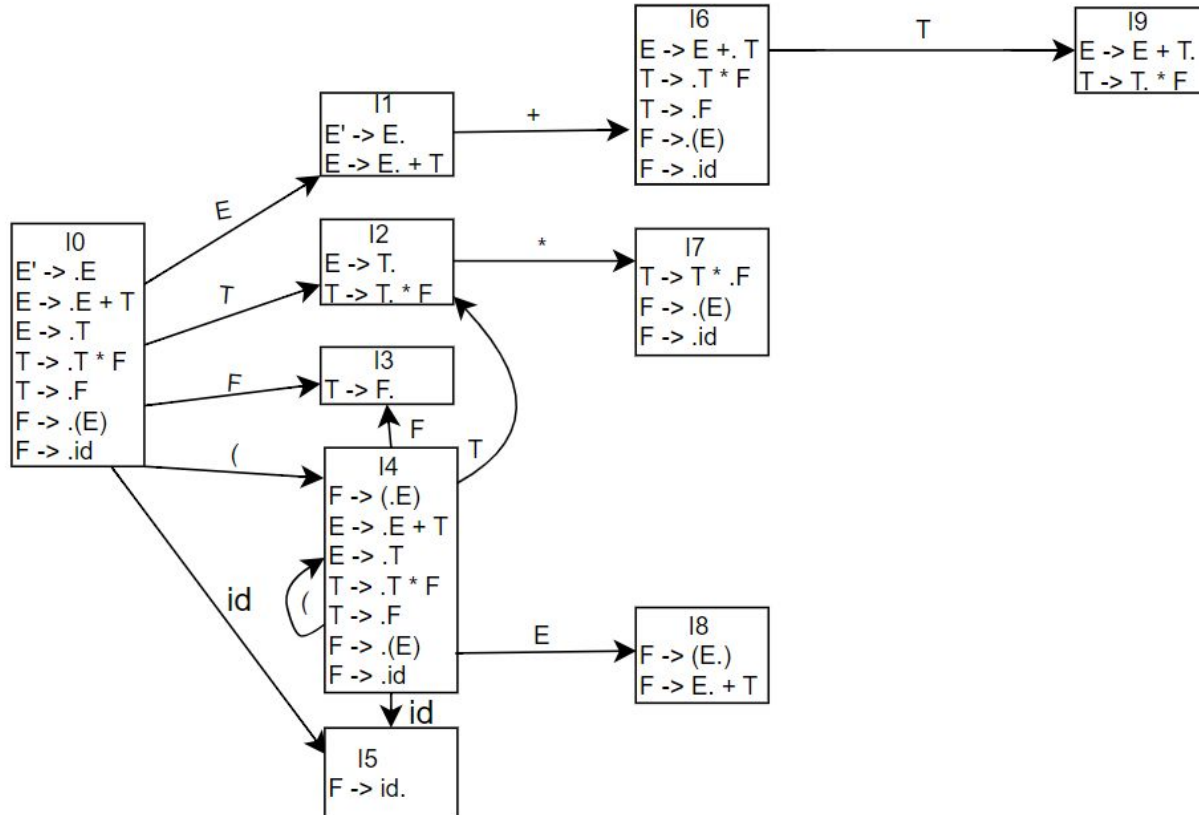 I0
E' -> .E
E -> .E + T
E -> .T
T -> .T * F
T -> .F
F -> .(E)
F -> .id
E
T
F
(
id
I1
E' -> E.
E -> E. + T
+
I2
E -> T.
T -> T. * F
*
I3
T -> F.
F
T
I4
F -> (.E)
E -> .E + T
E -> .T
T -> .T * F
T -> .F
F -> .(E)
F -> .id
(
E
id
I5
F -> id.
I6
E -> E +. T
T -> .T * F
T -> .F
F ->.(E)
F -> .id
T
I7
T -> T * .F
F -> .(E)
F -> .id
I8
F -> (E.)
F -> E. + T
I9
E -> E + T.
T -> T. * F